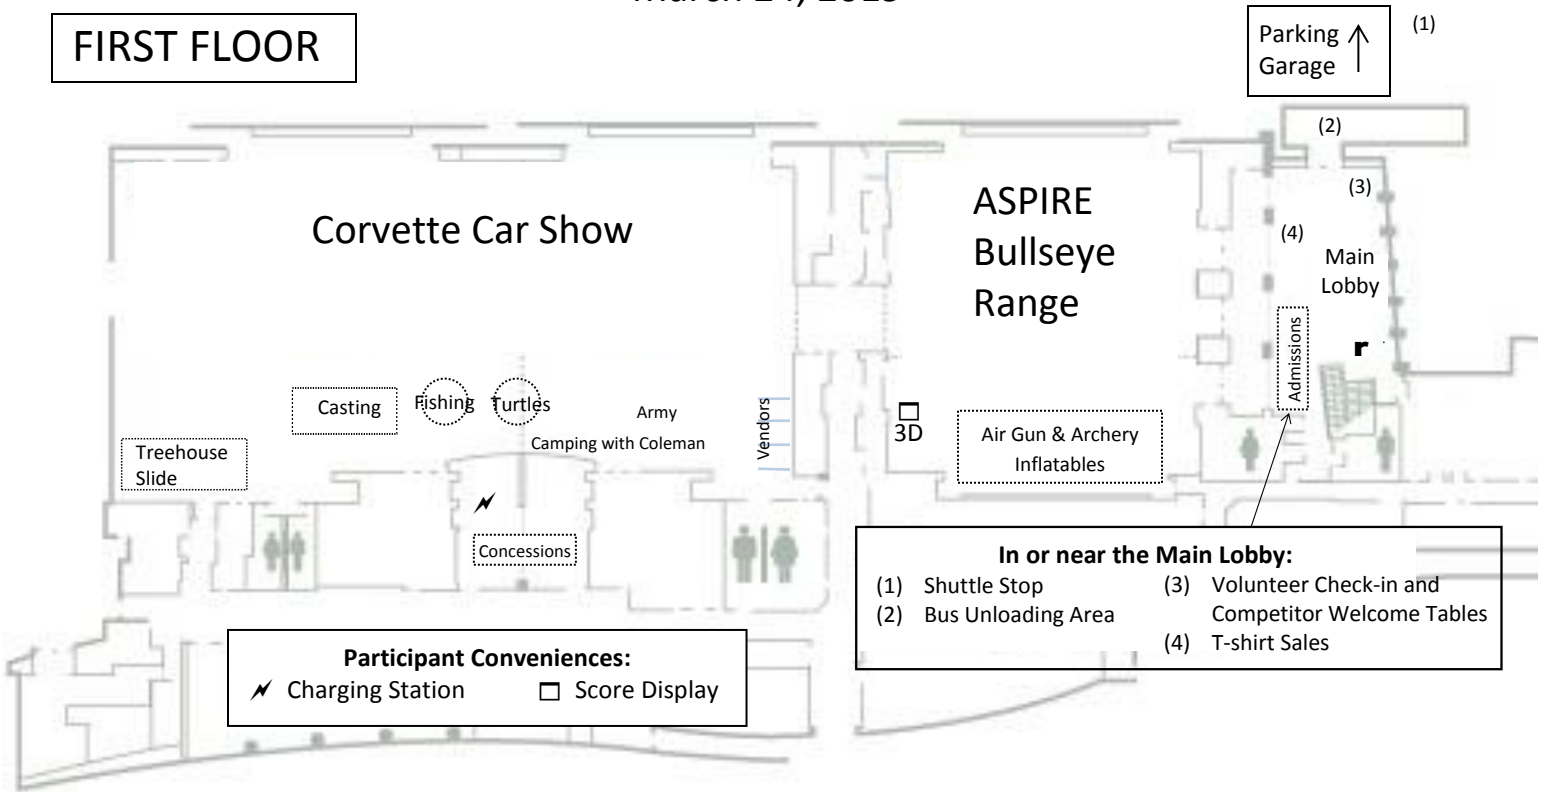 FIRST FLOOR
Parking
Garage
(1)
(2)
(3)
(4)
Corvette Car Show
ASPIRE
Bullseye
Range
Main
Lobby
Admissions
r
Casting
Fishing
Turtles
Army
Camping with Coleman
Vendors
3D
Air Gun & Archery
Inflatables
Treehouse
Slide
Concessions
In or near the Main Lobby:
(1) Shuttle Stop
(2) Bus Unloading Area
(3) Volunteer Check-in and
Competitor Welcome Tables
(4) T-shirt Sales
Participant Conveniences:
Charging Station
Score Display